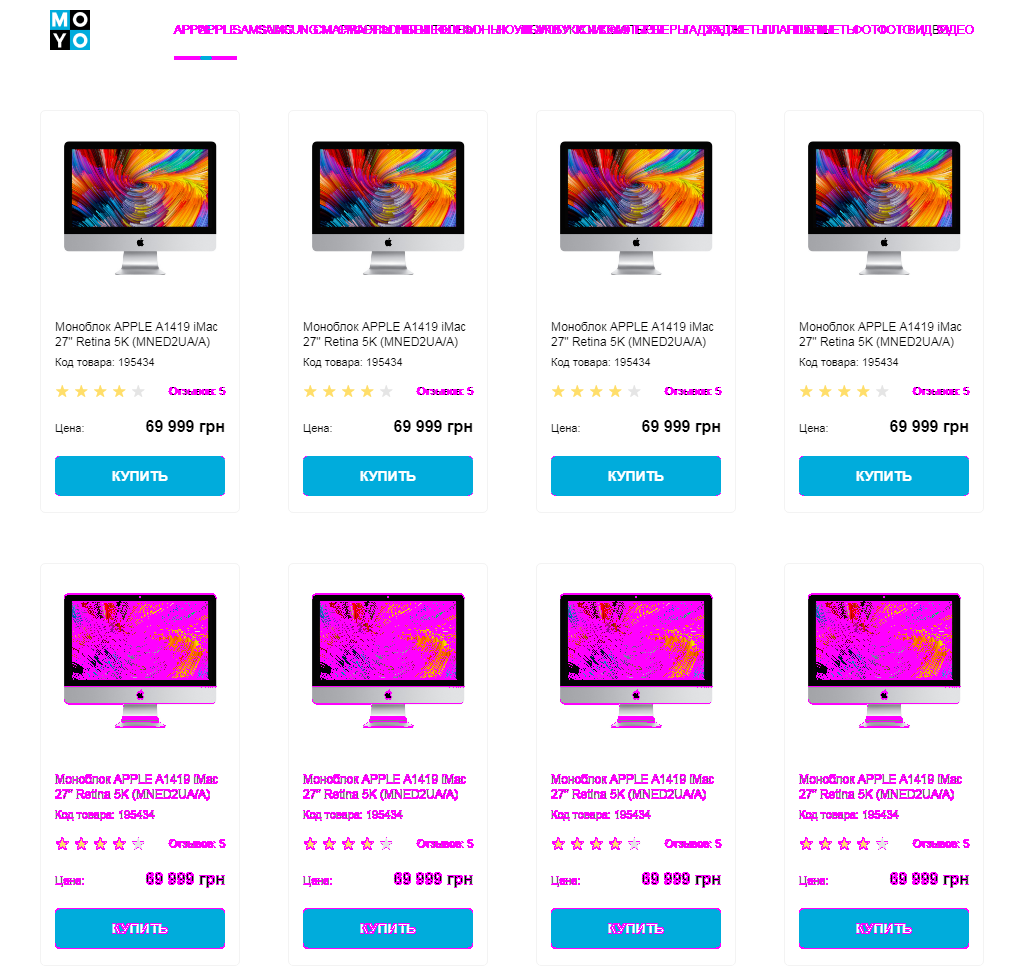 MO
YO
APPLE SAMSUNG ГАДЖЕТЫ ПЛАНШЕТЫ ФОТО ВИДЕО
Моноблок APPLE A1419 iMac
27" Retina 5K (MNED2UA/A)
Код товара: 195434
Отзывов: 5
Цена: 69 999 грн
КУПИТЬ
Моноблок APPLE A1419 iMac
27" Retina 5K (MNED2UA/A)
Код товара: 195434
Отзывов: 5
Цена: 69 999 грн
КУПИТЬ
Моноблок APPLE A1419 iMac
27" Retina 5K (MNED2UA/A)
Код товара: 195434
Отзывов: 5
Цена: 69 999 грн
КУПИТЬ
Моноблок APPLE A1419 iMac
27" Retina 5K (MNED2UA/A)
Код товара: 195434
Отзывов: 5
Цена: 69 999 грн
КУПИТЬ
Моноблок APPLE A1419 iMac
27" Retina 5K (MNED2UA/A)
Код товара: 195434
Отзывов: 5
Цена: 69 999 грн
КУПИТЬ
Моноблок APPLE A1419 iMac
27" Retina 5K (MNED2UA/A)
Код товара: 195434
Отзывов: 5
Цена: 69 999 грн
КУПИТЬ
Моноблок APPLE A1419 iMac
27" Retina 5K (MNED2UA/A)
Код товара: 195434
Отзывов: 5
Цена: 69 999 грн
КУПИТЬ
Моноблок APPLE A1419 iMac
27" Retina 5K (MNED2UA/A)
Код товара: 195434
Отзывов: 5
Цена: 69 999 грн
КУПИТЬ